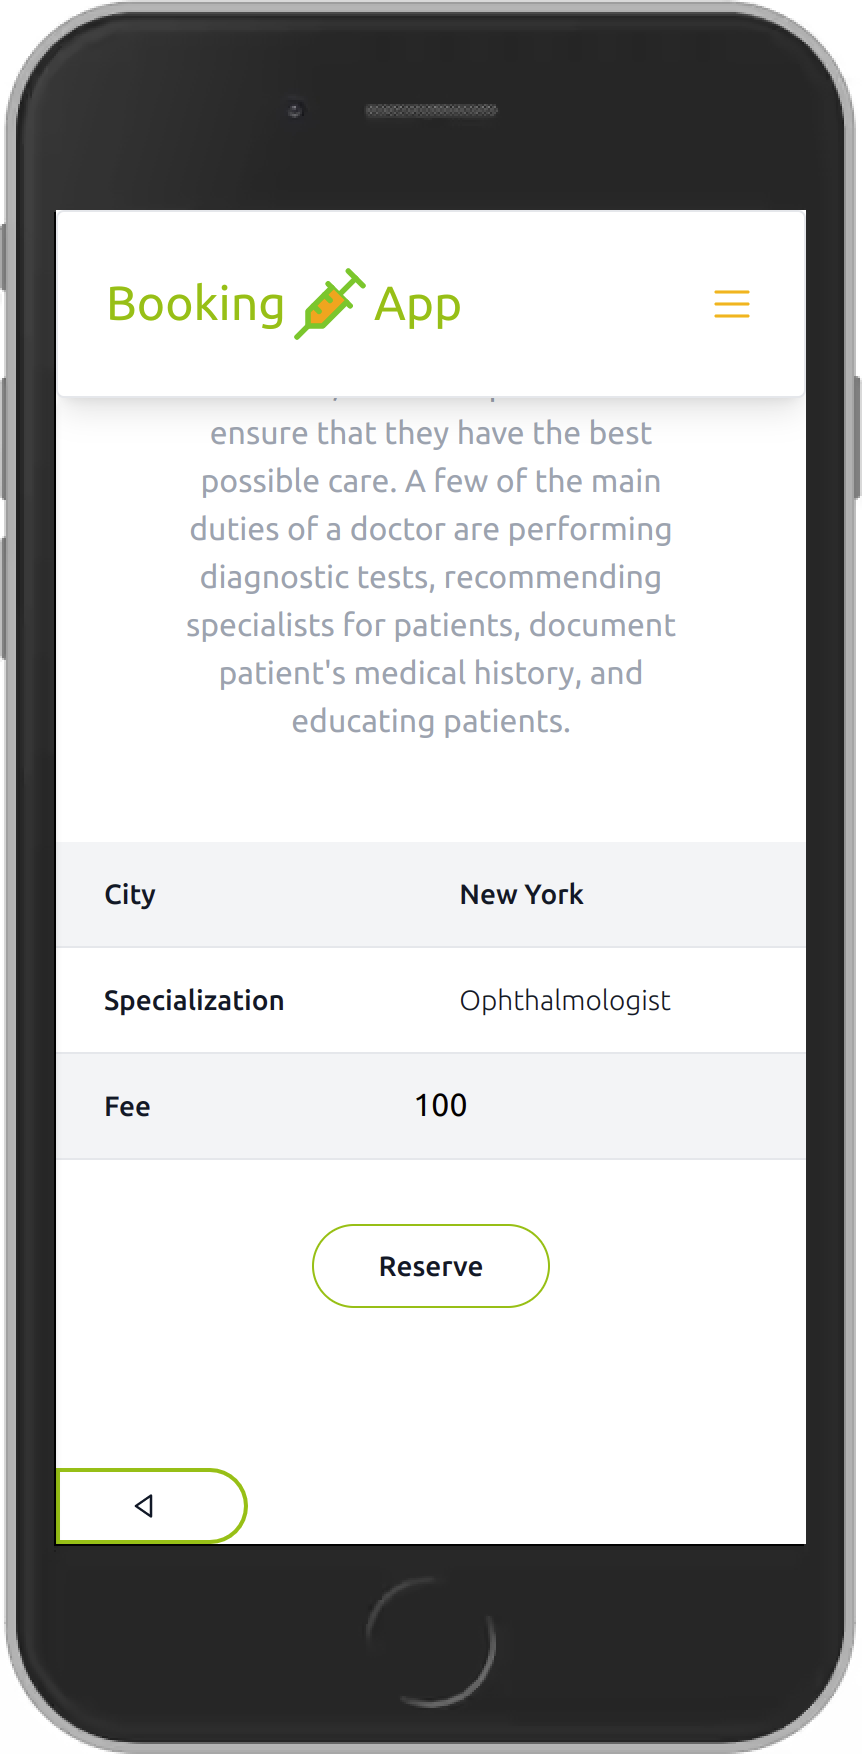 Booking App
ensure that they have the best
possible care. A few of the main
duties of a doctor are performing
diagnostic tests, recommending
specialists for patients, document
patient's medical history, and
educating patients.
City New York
Specialization Ophthalmologist
Fee 100
Reserve